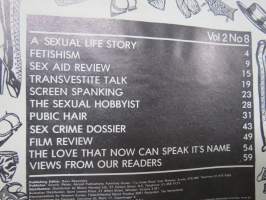 Vol 2 No 8
A SEXUAL LIFE STORY 4
FETISHISM 9
SEX AID REVIEW 15
TRANSVESTITE TALK 19
SCREEN SPANKING 23
THE SEXUAL HOBBYIST 28
PUBIC HAIR 31
SEX CRIME DOSSIER 43
FILM REVIEW 49
THE LOVE THAT NOW CAN SPEAK IT'S NAME 54
VIEWS FROM OUR READERS 59